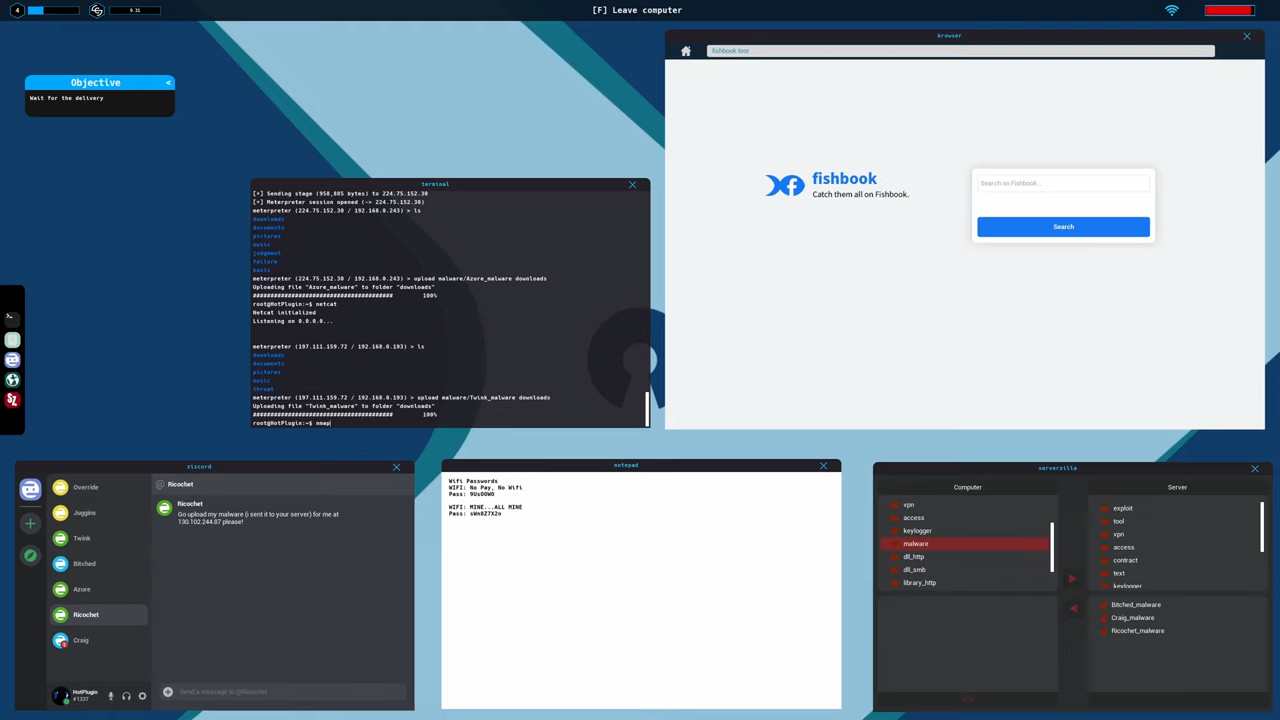 4
9.31
[F] Leave computer
Objective
<
Wait for the delivery
browser
fishbook.toor
fishbook
Catch them all on Fishbook.
Search on Fishbook...
Search
terminal
[*] Sending stage (958,885 bytes) to 224.75.152.30
[*] Meterpreter session opened (-> 224.75.152.30)
meterpreter (224.75.152.30 / 192.168.0.243) > ls
downloads
documents
pictures
music
judgment
failure
basis
meterpreter (224.75.152.30 / 192.168.0.243) > upload malware/Azure_malware downloads
Uploading file "Azure_malware" to folder "downloads"
####################################### 100%
root@HotPlugin:~$ netcat
Netcat initialized
Listening on 0.0.0.0...
meterpreter (197.111.159.72 / 192.168.0.193) > ls
downloads
documents
pictures
music
throat
meterpreter (197.111.159.72 / 192.168.0.193) > upload malware/Twink_malware downloads
Uploading file "Twink_malware" to folder "downloads"
####################################### 100%
root@HotPlugin:~$ nmap
ziscord
Override
Juggins
Twink
Bitched
Azure
Ricochet
Craig
HotPlugin
#1337
@ Ricochet
Ricochet
Go upload my malware (i sent it to your server) for me at
130.102.244.87 please!
Send a message to @Ricochet
notepad
Wifi Passwords
WIFI: No Pay, No Wifi
Pass: 9UsOOWO
WIFI: MINE...ALL MINE
Pass: sWn8Z7X2n
serverzilla
Computer
vpn
access
keylogger
malware
dll_http
dll_smb
library_http
Server
exploit
tool
vpn
access
contract
text
keylogger
Bitched_malware
Craig_malware
Ricochet_malware